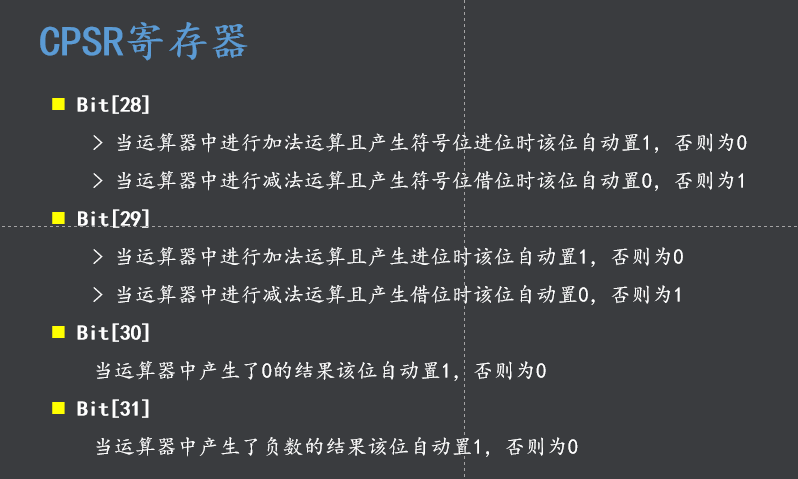 CPSR寄存器
Bit[28]
> 当运算器中进行加法运算且产生符号位进位时该位自动置1, 否则为0
> 当运算器中进行减法运算且产生符号位借位时该位自动置0, 否则为1
Bit[29]
> 当运算器中进行加法运算且产生进位时该位自动置1, 否则为0
> 当运算器中进行减法运算且产生借位时该位自动置0, 否则为1
Bit[30]
当运算器中产生了0的结果该位自动置1, 否则为0
Bit[31]
当运算器中产生了负数的结果该位自动置1, 否则为0